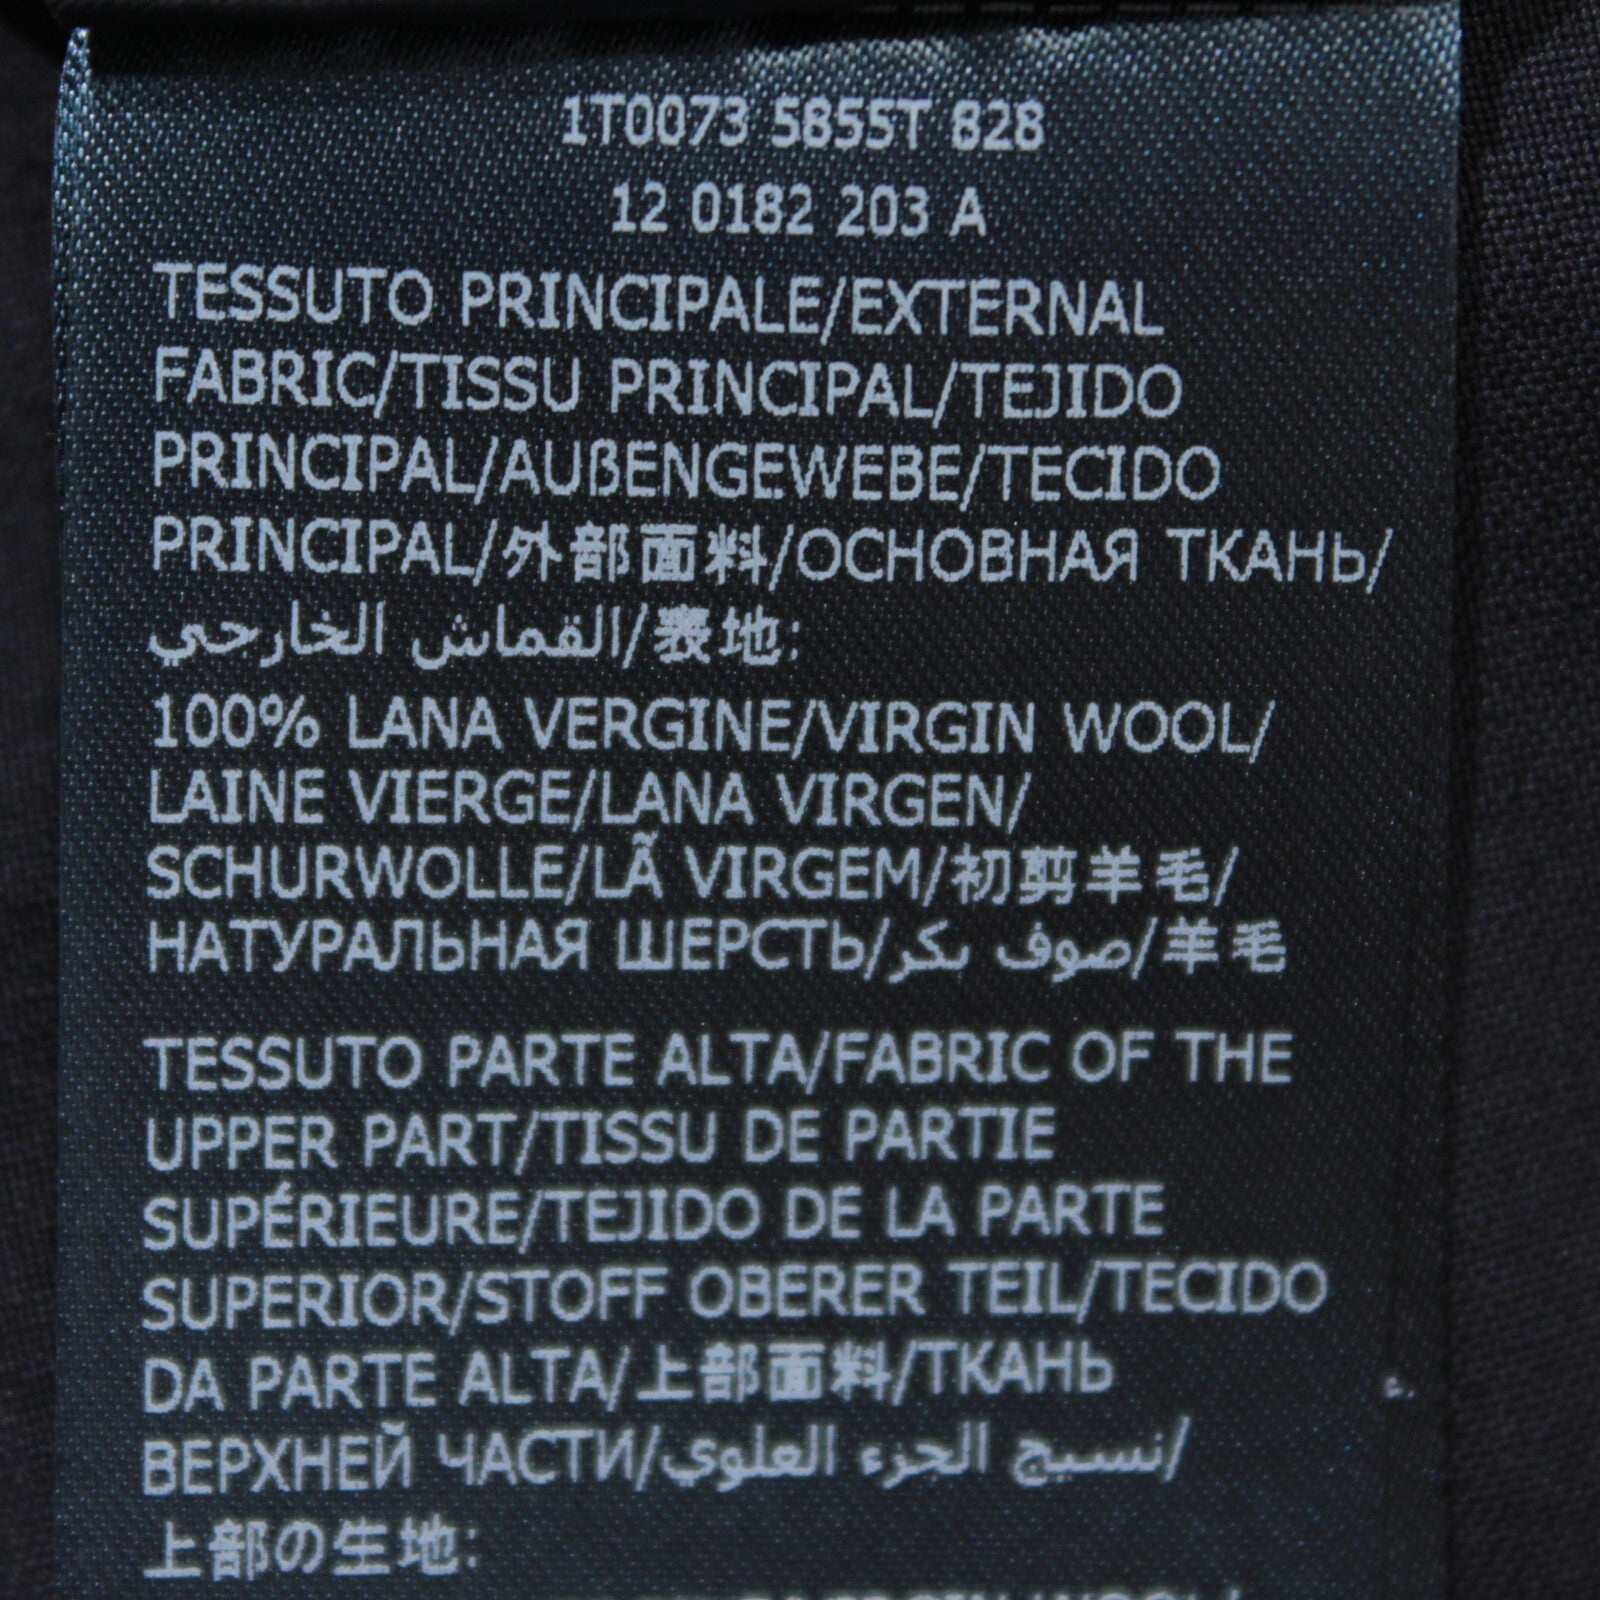 1T0073 5855T 828
12 0182 203 A
TESSUTO PRINCIPALE/EXTERNAL
FABRIC/TISSU PRINCIPAL/TEJIDO
PRINCIPAL/AUßENGEWEBE/TECIDO
PRINCIPAL/外部面料/ОСНОВНАЯ ТКАНЬ/
القماش الخارجي/表地:
100% LANA VERGINE/VIRGIN WOOL/
LAINE VIERGE/LANA VIRGEN/
SCHURWOLLE/LÃ VIRGEM/初剪羊毛/
НАТУРАЛЬНАЯ ШЕРСТЬ/صوف بكر/羊毛
TESSUTO PARTE ALTA/FABRIC OF THE
UPPER PART/TISSU DE PARTIE
SUPÉRIEURE/TEJIDO DE LA PARTE
SUPERIOR/STOFF OBERER TEIL/TECIDO
DA PARTE ALTA/上部面料/ТКАНЬ
ВЕРХНЕЙ ЧАСТИ/نسيج الجزء العلوي/
上部の生地: